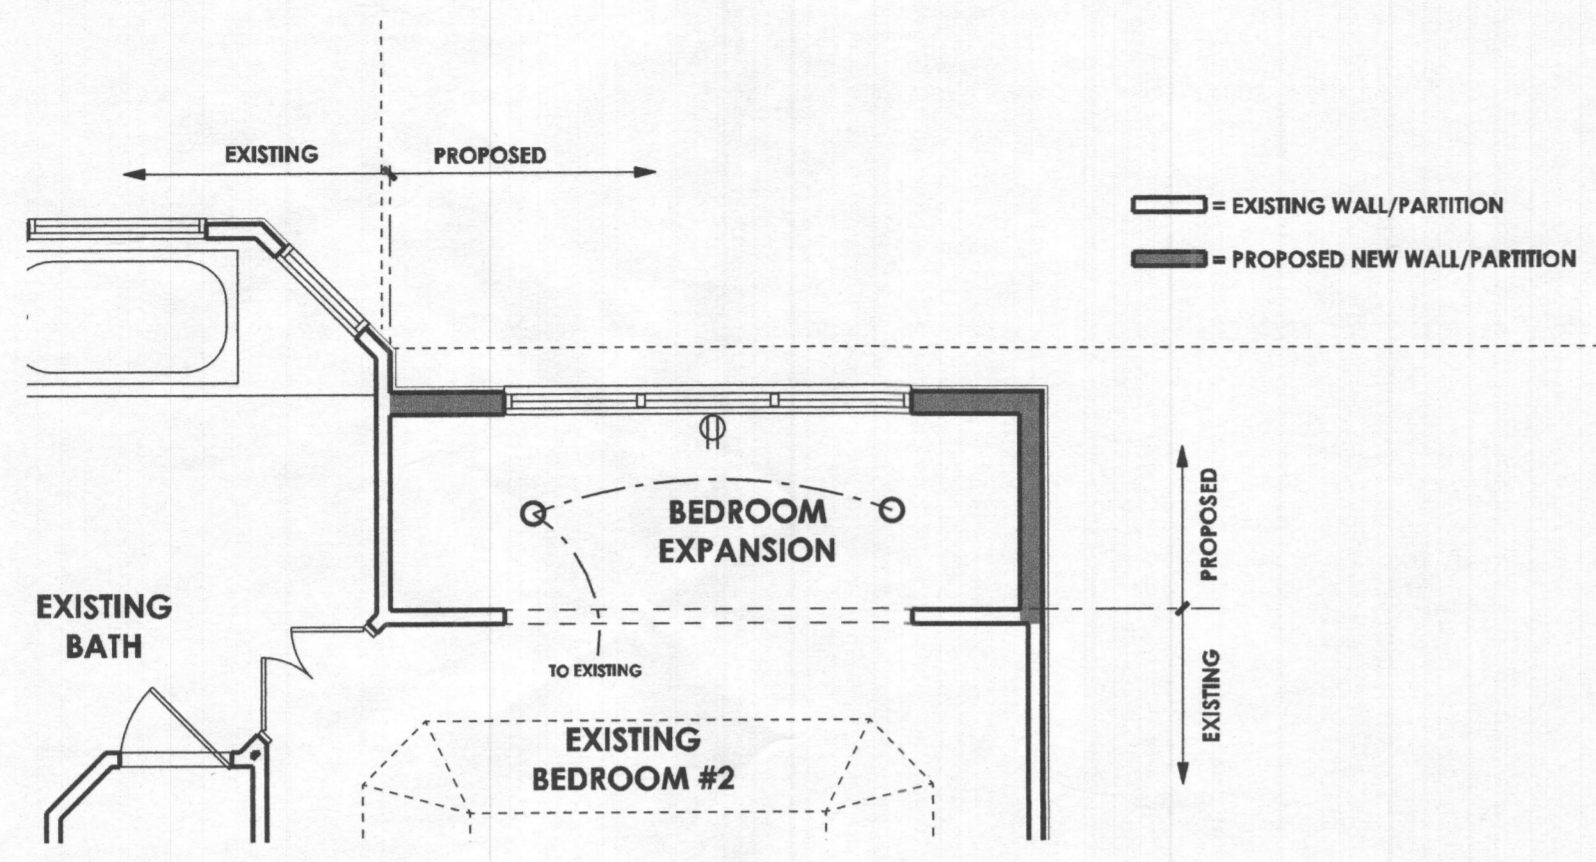 EXISTING
PROPOSED
= EXISTING WALL/PARTITION
= PROPOSED NEW WALL/PARTITION
BEDROOM
EXPANSION
PROPOSED
EXISTING
BATH
TO EXISTING
EXISTING
EXISTING
BEDROOM #2